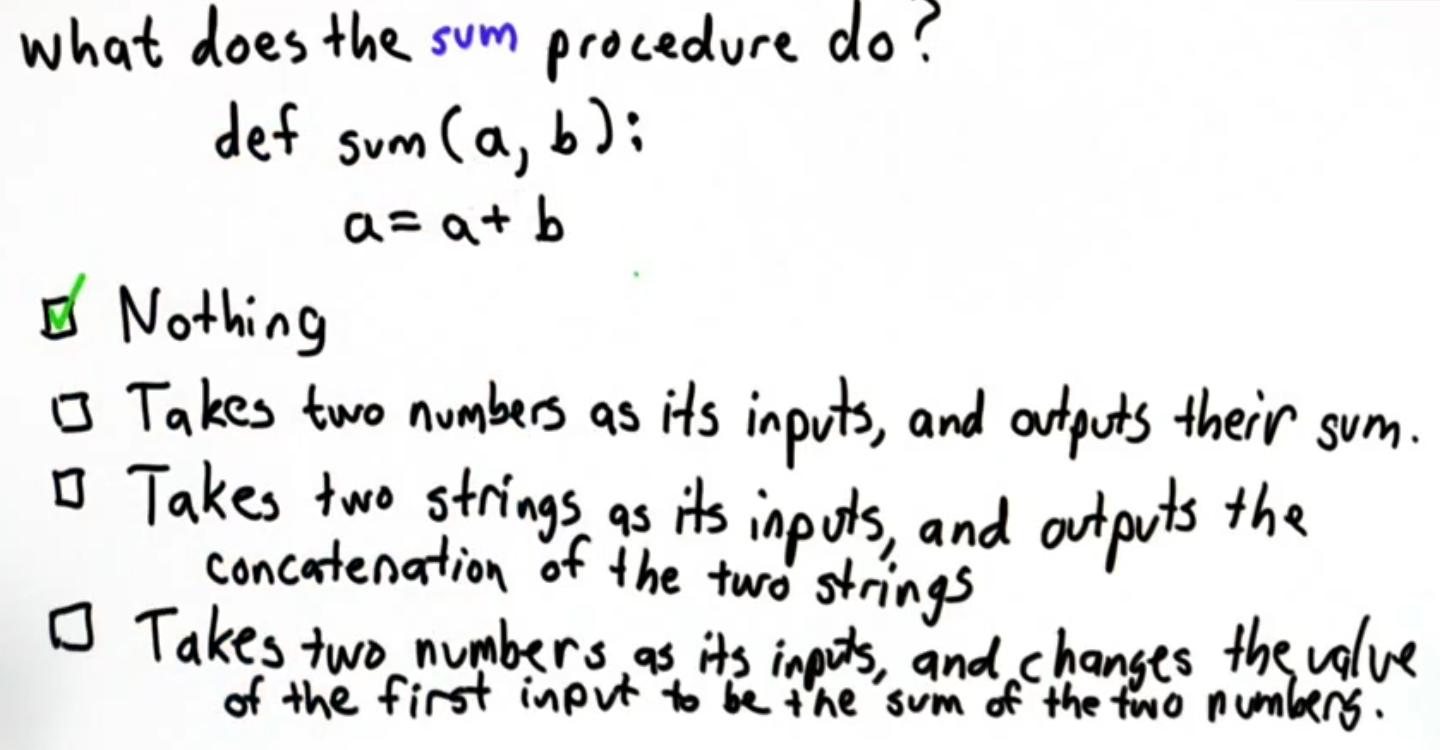 what does the sum procedure do?
def sum(a, b):
a = a + b
Nothing
Takes two numbers as its inputs, and outputs their sum.
Takes two strings as its inputs, and outputs the
concatenation of the two strings
Takes two numbers as its inputs, and changes the value
of the first input to be the sum of the two numbers.